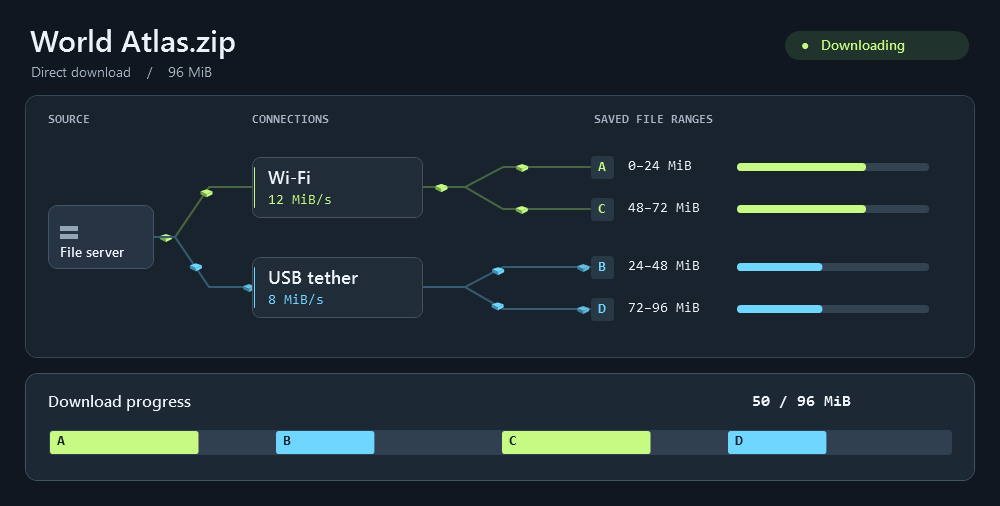 World Atlas.zip
● Downloading
Direct download / 96 MiB
SOURCE
CONNECTIONS
SAVED FILE RANGES
File server
Wi-Fi
12 MiB/s
USB tether
8 MiB/s
A 0–24 MiB
C 48–72 MiB
B 24–48 MiB
D 72–96 MiB
Download progress
50 / 96 MiB
A B C D